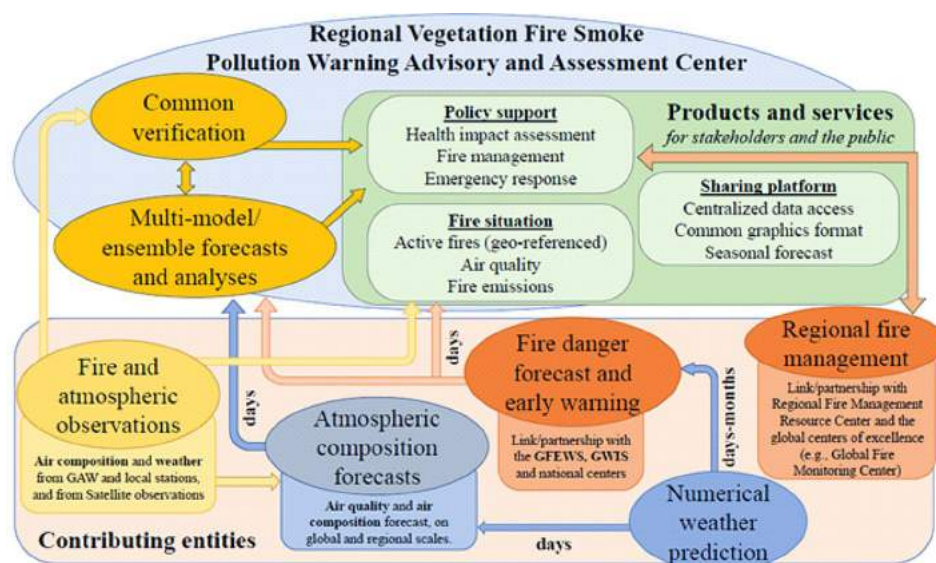 Regional Vegetation Fire Smoke
Pollution Warning Advisory and Assessment Center
Common
verification
Multi-model/
ensemble forecasts
and analyses
Policy support
Health impact assessment
Fire management
Emergency response
Fire situation
Active fires (geo-referenced)
Air quality
Fire emissions
Products and services
for stakeholders and the public
Sharing platform
Centralized data access
Common graphics format
Seasonal forecast
Fire and
atmospheric
observations
Air composition and weather
from GAW and local stations,
and from Satellite observations
days
Atmospheric
composition
forecasts
Air quality and air
composition forecast, on
global and regional scales.
days
Fire danger
forecast and
early warning
Link/partnership with
the GFEWS, GWIS
and national centers
days-months
Regional fire
management
Link/partnership with
Regional Fire Management
Resource Center and the
global centers of excellence
(e.g., Global Fire
Monitoring Center)
Numerical
weather
prediction
days
Contributing entities